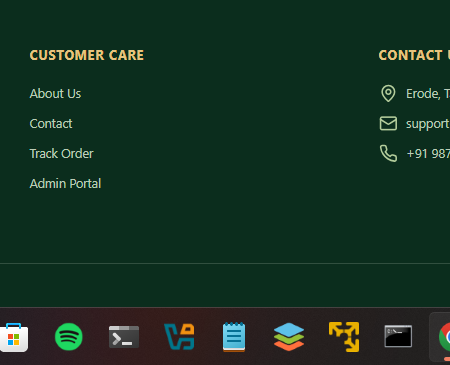 CUSTOMER CARE
About Us
Contact
Track Order
Admin Portal
CONTACT
Erode,
support
+91 987